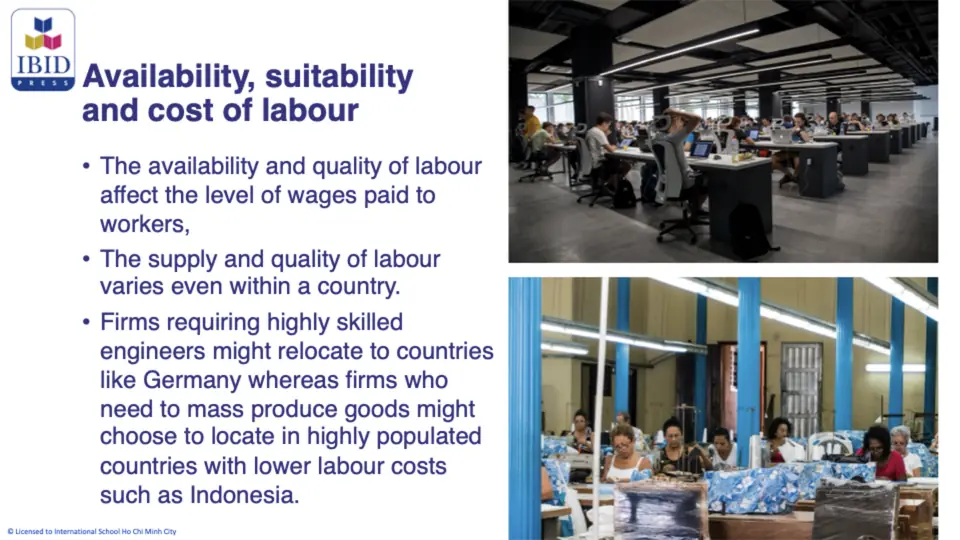 IBID
PRESS
Availability, suitability
and cost of labour
• The availability and quality of labour
affect the level of wages paid to
workers,
• The supply and quality of labour
varies even within a country.
• Firms requiring highly skilled
engineers might relocate to countries
like Germany whereas firms who
need to mass produce goods might
choose to locate in highly populated
countries with lower labour costs
such as Indonesia.
© Licensed to International School Ho Chi Minh City